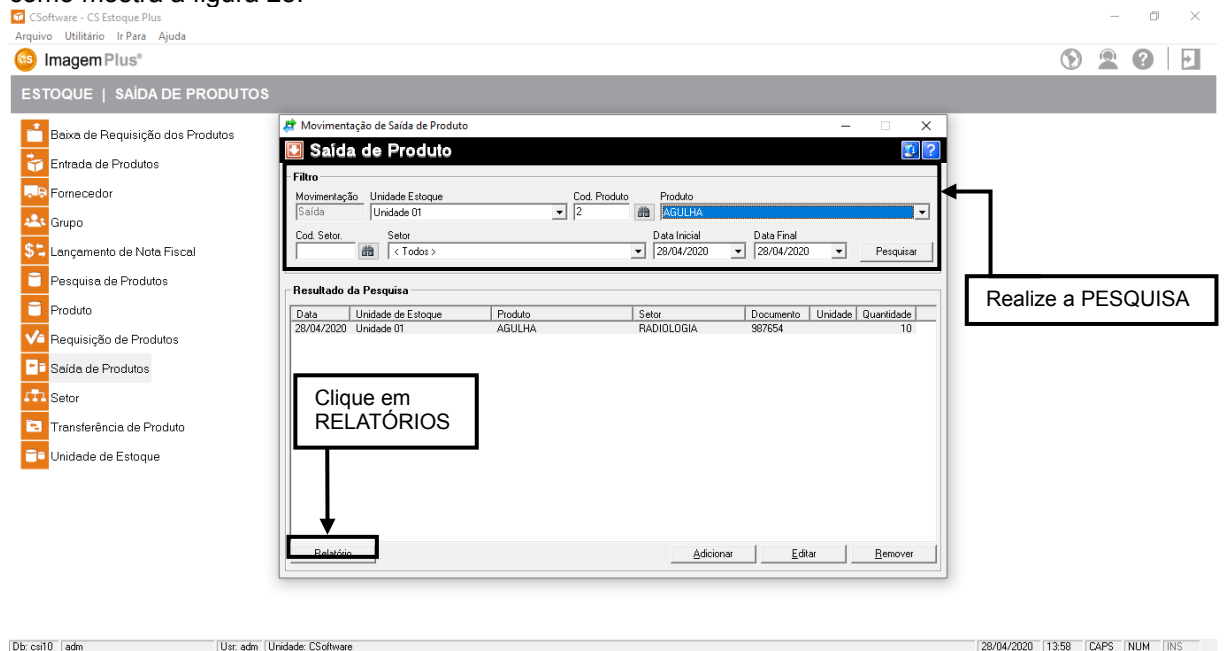 como mostra a figura 25.
CSoftware - CS Estoque Plus
Arquivo Utilitário Ir Para Ajuda
CS ImagemPlus®
ESTOQUE | SAÍDA DE PRODUTOS
Baixa de Requisição dos Produtos
Entrada de Produtos
Fornecedor
Grupo
Lançamento de Nota Fiscal
Pesquisa de Produtos
Produto
Requisição de Produtos
Saída de Produtos
Setor
Transferência de Produto
Unidade de Estoque
Movimentação de Saída de Produto
Saída de Produto
Filtro
Movimentação Unidade Estoque Cod. Produto Produto
Saída Unidade 01 2 AGULHA
Cod. Setor. Setor Data Inicial Data Final
< Todos > 28/04/2020 28/04/2020 Pesquisar
Realize a PESQUISA
Resultado da Pesquisa
Data Unidade de Estoque Produto Setor Documento Unidade Quantidade
28/04/2020 Unidade 01 AGULHA RADIOLOGIA 987654 10
Clique em
RELATÓRIOS
Relatório Adicionar Editar Remover
Db: csi10 adm Usr: adm Unidade: CSoftware 28/04/2020 13:58 CAPS NUM INS